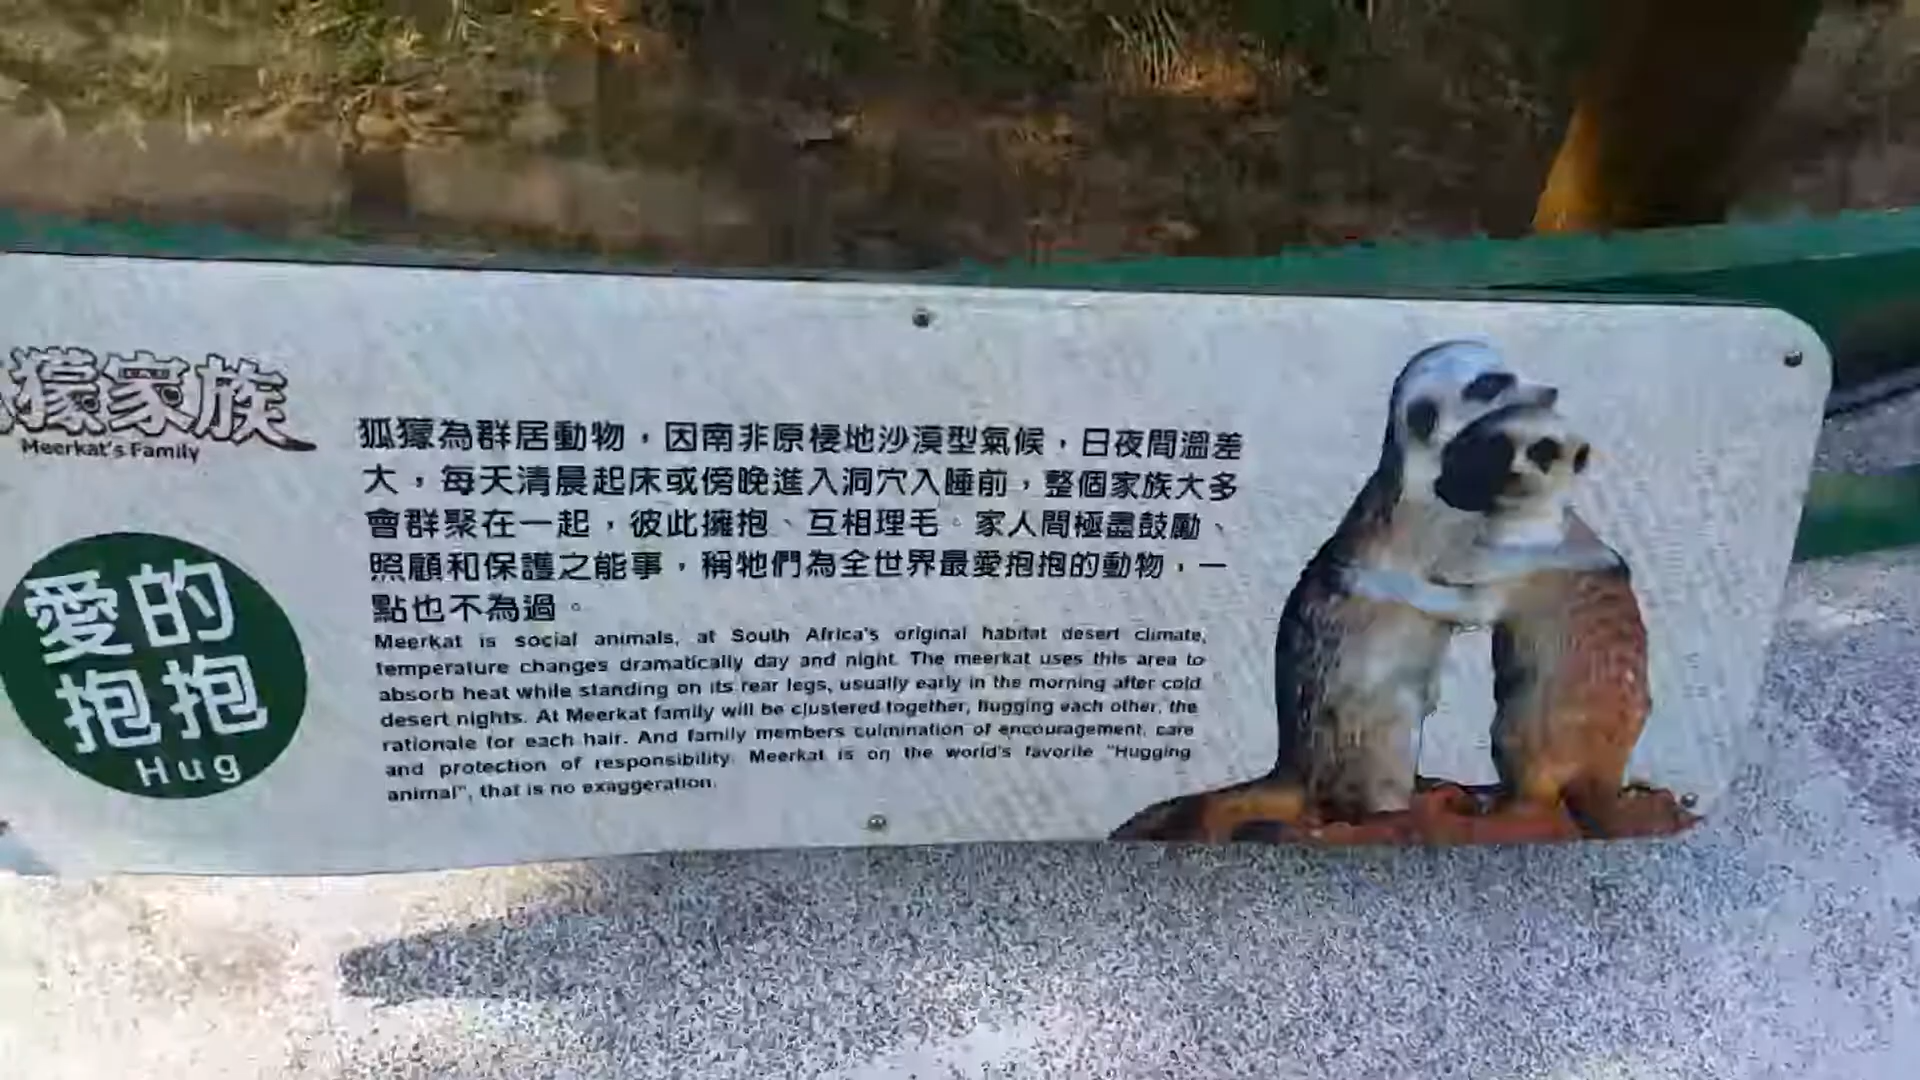 獴家族
Meerkat's Family
愛的
抱抱
Hug
狐獴為群居動物，因南非原棲地沙漠型氣候，日夜間溫差
大，每天清晨起床或傍晚進入洞穴入睡前，整個家族大多
會群聚在一起，彼此擁抱、互相理毛。家人間極盡鼓勵、
照顧和保護之能事，稱牠們為全世界最愛抱抱的動物，一
點也不為過。
Meerkat is social animals, at South Africa's original habitat desert climate,
temperature changes dramatically day and night. The meerkat uses this area to
absorb heat while standing on its rear legs, usually early in the morning after cold
desert nights. At Meerkat family will be clustered together, hugging each other, the
rationale for each hair. And family members culmination of encouragement, care
and protection of responsibility. Meerkat is on the world's favorite "Hugging
animal", that is no exaggeration.